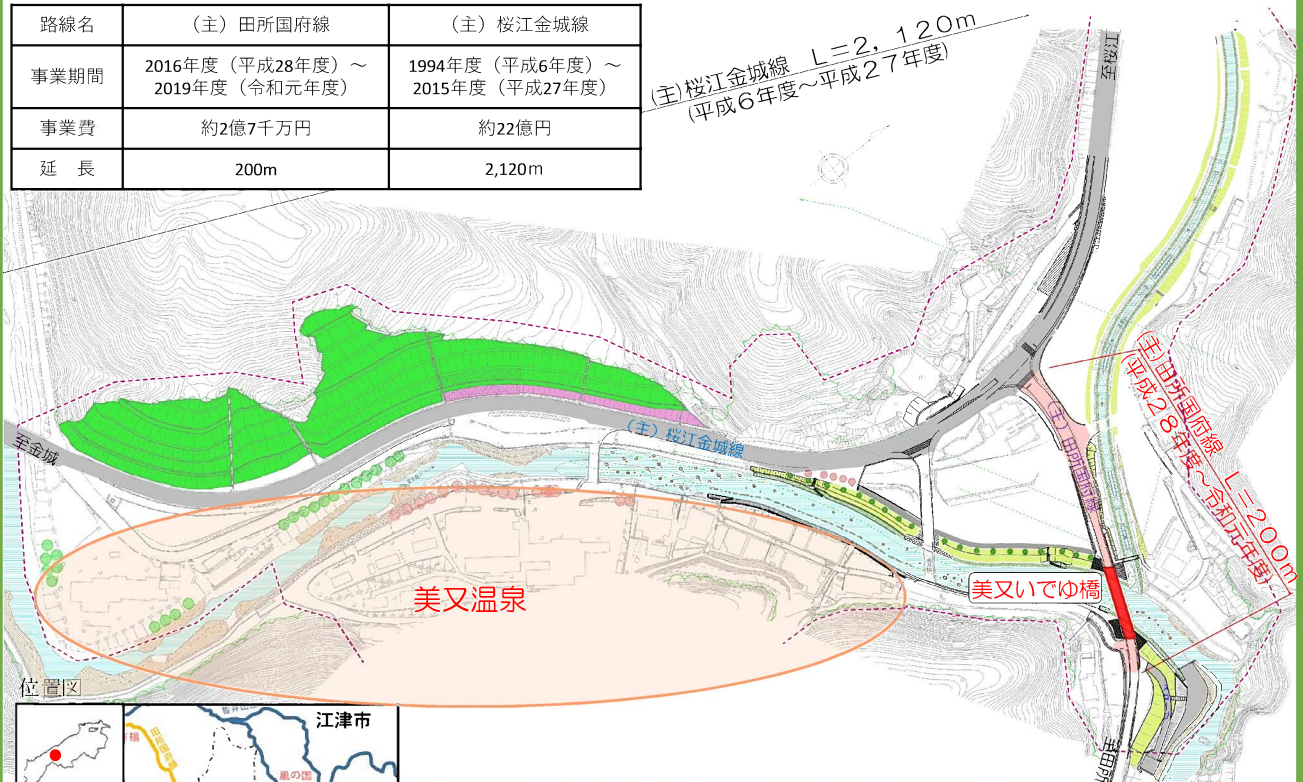 路線名 （主）田所国府線 （主）桜江金城線
事業期間 2016年度（平成28年度）～ 1994年度（平成6年度）～
2019年度（令和元年度） 2015年度（平成27年度）
事業費 約2億7千万円 約22億円
延　長 200m 2,120m
(主)桜江金城線　L=2，120m
(平成6年度～平成27年度)
至桜江
(主)田所国府線　L=200m
(平成28年度～令和元年度)
（主）田所国府線
（主）桜江金城線
至金城
美又温泉
美又いでゆ橋
至田所
位置図
江津市
風の国